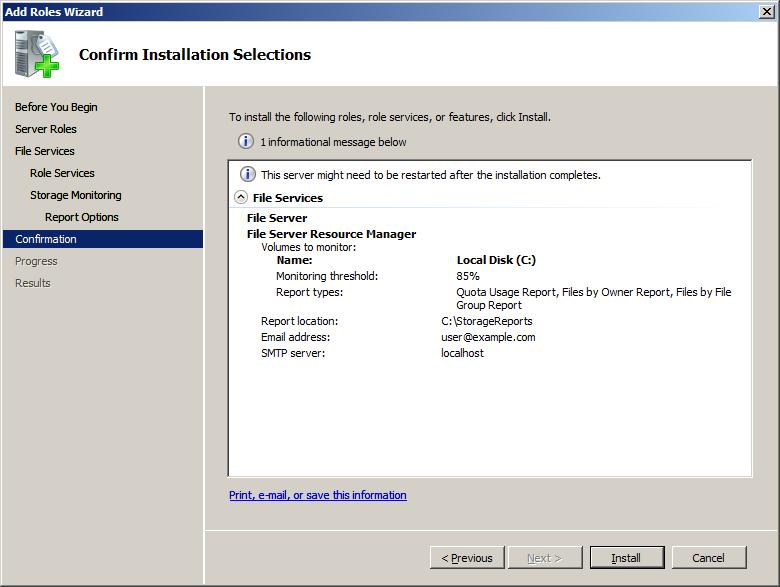 Add Roles Wizard
Confirm Installation Selections
Before You Begin
Server Roles
File Services
Role Services
Storage Monitoring
Report Options
Confirmation
Progress
Results
To install the following roles, role services, or features, click Install.
1 informational message below
This server might need to be restarted after the installation completes.
File Services
File Server
File Server Resource Manager
Volumes to monitor:
Name: Local Disk (C:)
Monitoring threshold: 85%
Report types: Quota Usage Report, Files by Owner Report, Files by File
Group Report
Report location: C:\StorageReports
Email address: user@example.com
SMTP server: localhost
Print, e-mail, or save this information
< Previous Next > Install Cancel